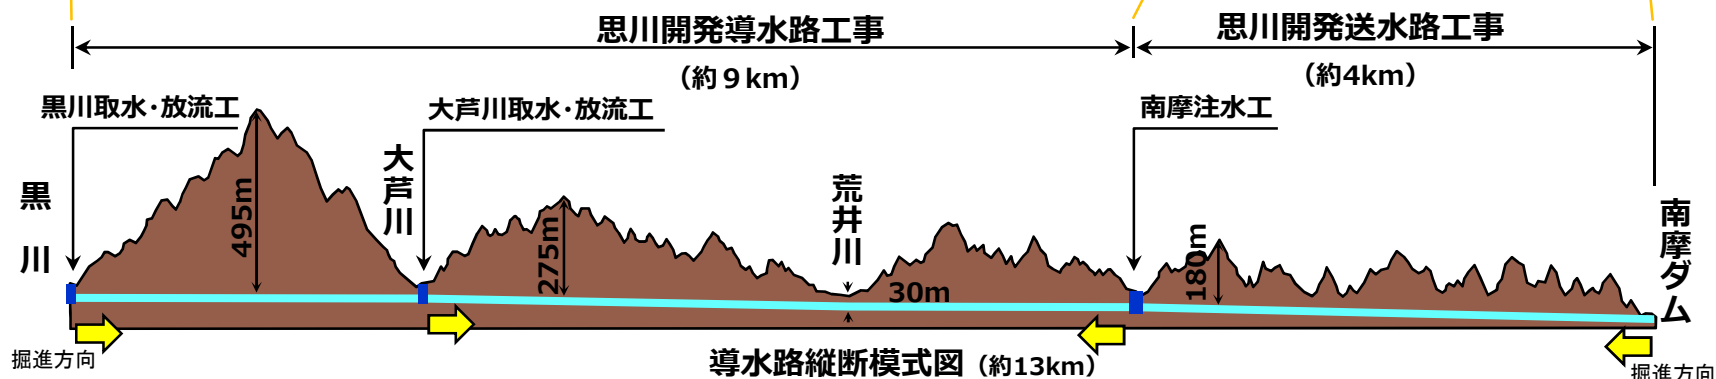 思川開発導水路工事
(約９km)
思川開発送水路工事
(約4km)
黒川取水・放流工
大芦川取水・放流工
南摩注水工
黒川
大芦川
荒井川
南摩ダム
495m
275m
30m
180m
掘進方向
導水路縦断模式図 (約13km)
掘進方向